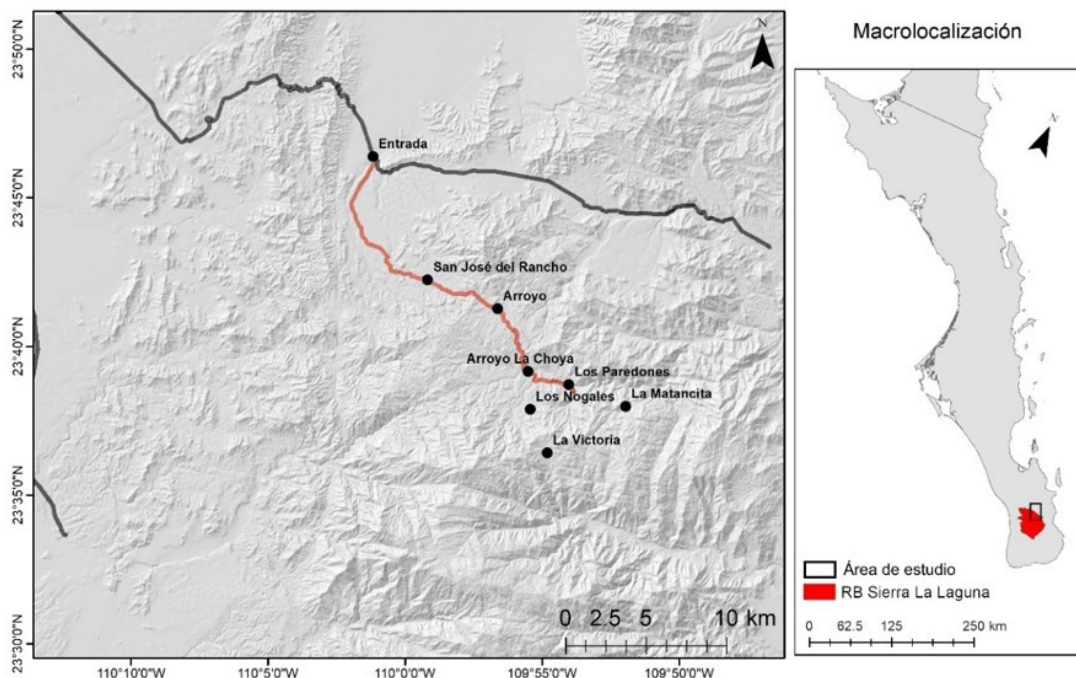 Macrolocalización
N
N
23°50'0"N
23°45'0"N
23°40'0"N
23°35'0"N
23°30'0"N
Entrada
San José del Rancho
Arroyo
Arroyo La Choya
Los Paredones
Los Nogales
La Matancita
La Victoria
0 2.5 5 10 km
110°10'0"W 110°5'0"W 110°0'0"W 109°55'0"W 109°50'0"W
Área de estudio
RB Sierra La Laguna
0 62.5 125 250 km